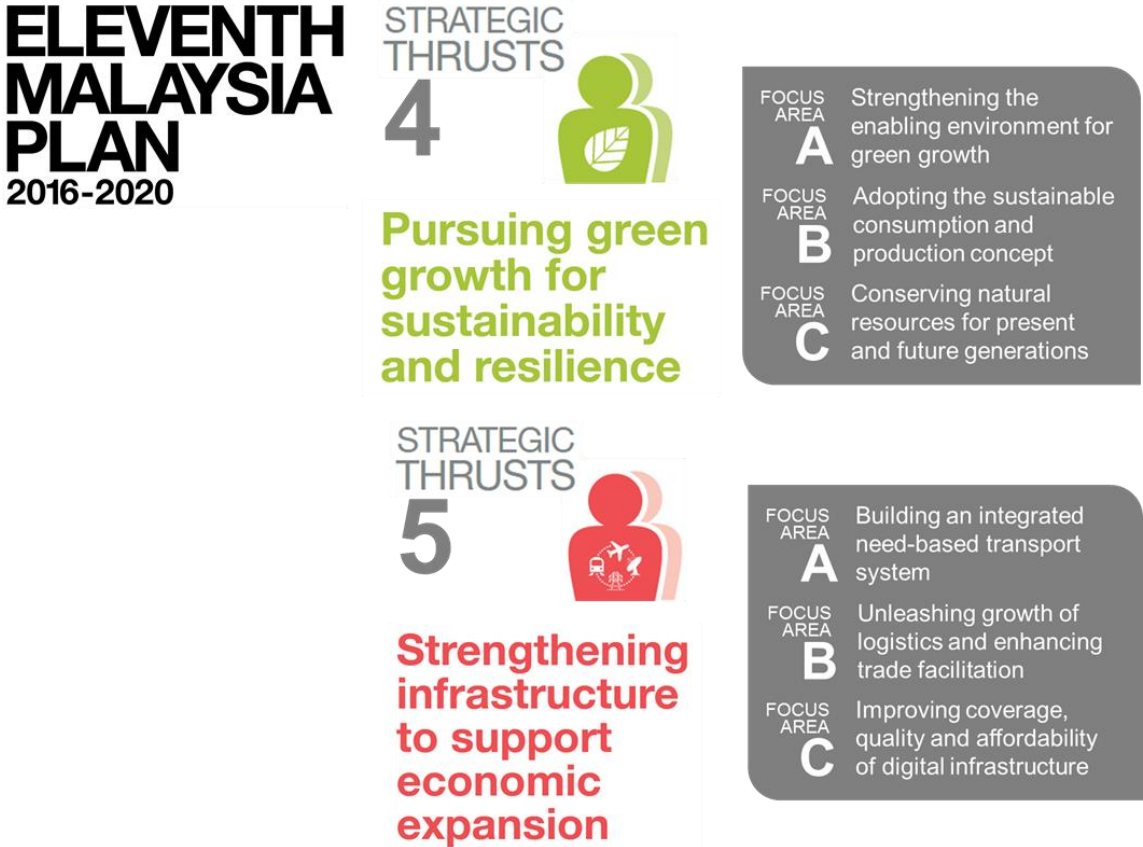 ELEVENTH
MALAYSIA
PLAN
2016-2020
STRATEGIC
THRUSTS
4
Pursuing green
growth for
sustainability
and resilience
FOCUS
AREA
A
Strengthening the
enabling environment for
green growth
FOCUS
AREA
B
Adopting the sustainable
consumption and
production concept
FOCUS
AREA
C
Conserving natural
resources for present
and future generations
STRATEGIC
THRUSTS
5
Strengthening
infrastructure
to support
economic
expansion
FOCUS
AREA
A
Building an integrated
need-based transport
system
FOCUS
AREA
B
Unleashing growth of
logistics and enhancing
trade facilitation
FOCUS
AREA
C
Improving coverage,
quality and affordability
of digital infrastructure